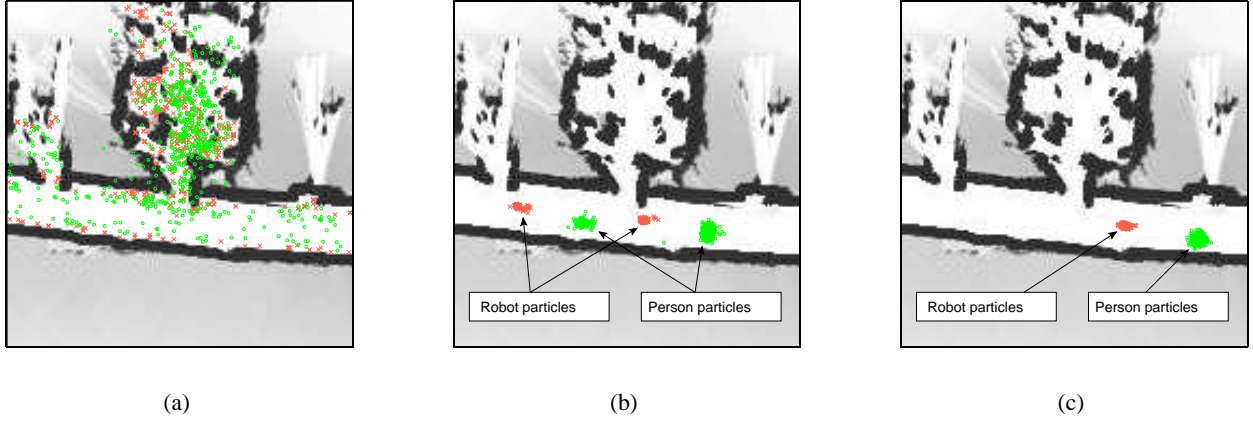 Robot particles
Person particles
Robot particles
Person particles
(a)
(b)
(c)